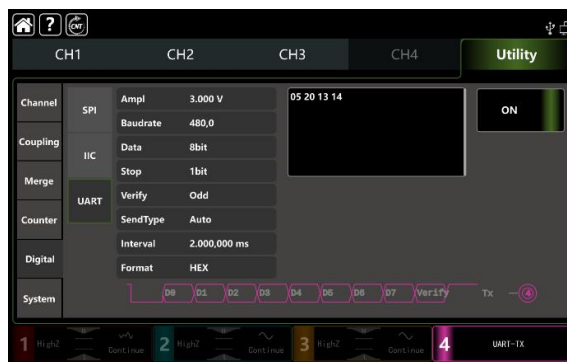 ? CNT
CH1 CH2 CH3 CH4 Utility
Channel
Coupling
Merge
Counter
Digital
System
SPI
IIC
UART
Ampl 3.000 V
Baudrate 480,0
Data 8bit
Stop 1bit
Verify Odd
SendType Auto
Interval 2.000,000 ms
Format HEX
05 20 13 14
ON
D0 D1 D2 D3 D4 D5 D6 D7 Verify Tx 4
1 HighZ Continue 2 HighZ Continue 3 HighZ Continue 4 UART-TX